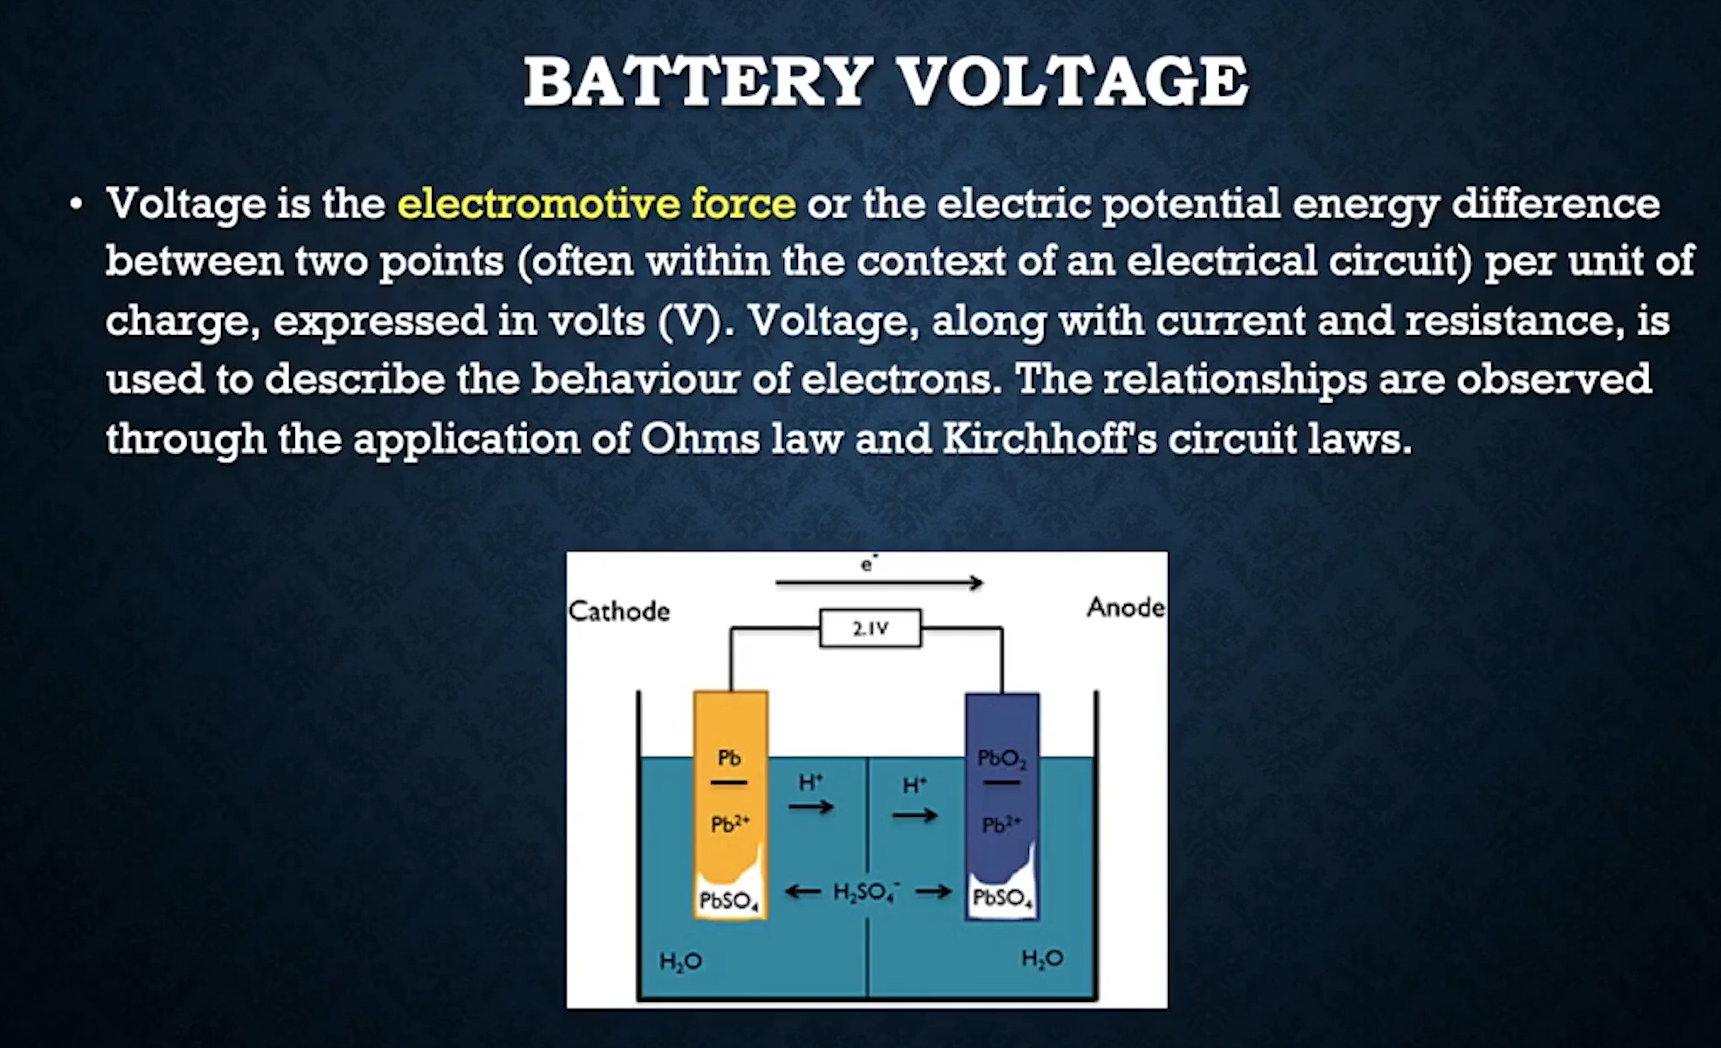 BATTERY VOLTAGE
• Voltage is the electromotive force or the electric potential energy difference
between two points (often within the context of an electrical circuit) per unit of
charge, expressed in volts (V). Voltage, along with current and resistance, is
used to describe the behaviour of electrons. The relationships are observed
through the application of Ohms law and Kirchhoff's circuit laws.
e⁻
Cathode
Anode
2.1V
Pb
PbO₂
H⁺
H⁺
Pb²⁺
Pb²⁺
PbSO₄
H₂SO₄⁻
PbSO₄
H₂O
H₂O